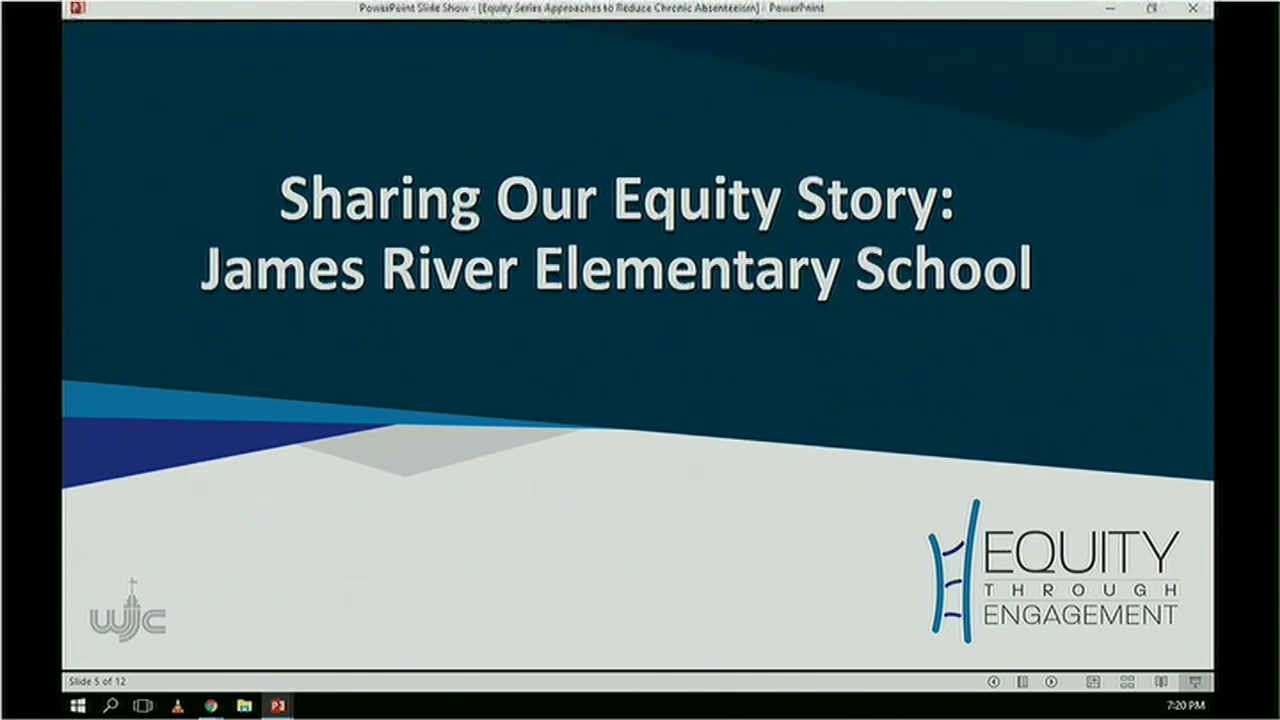 PowerPoint Slide Show - [Equity Series Approaches to Reduce Chronic Absenteeism] - PowerPoint
Sharing Our Equity Story:
James River Elementary School
EQUITY
THROUGH
ENGAGEMENT
WJC
Slide 5 of 12
7:20 PM